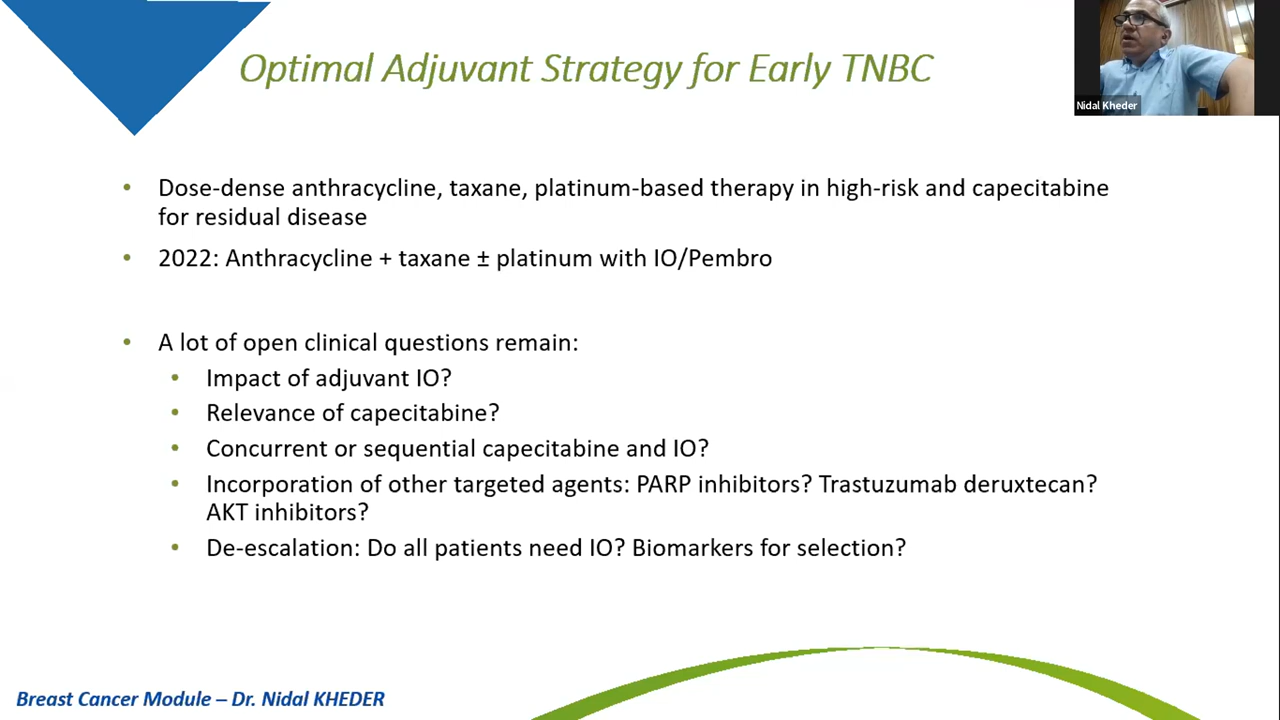 Optimal Adjuvant Strategy for Early TNBC
Nidal Kheder
• Dose-dense anthracycline, taxane, platinum-based therapy in high-risk and capecitabine
for residual disease
• 2022: Anthracycline + taxane ± platinum with IO/Pembro
• A lot of open clinical questions remain:
• Impact of adjuvant IO?
• Relevance of capecitabine?
• Concurrent or sequential capecitabine and IO?
• Incorporation of other targeted agents: PARP inhibitors? Trastuzumab deruxtecan?
AKT inhibitors?
• De-escalation: Do all patients need IO? Biomarkers for selection?
Breast Cancer Module – Dr. Nidal KHEDER